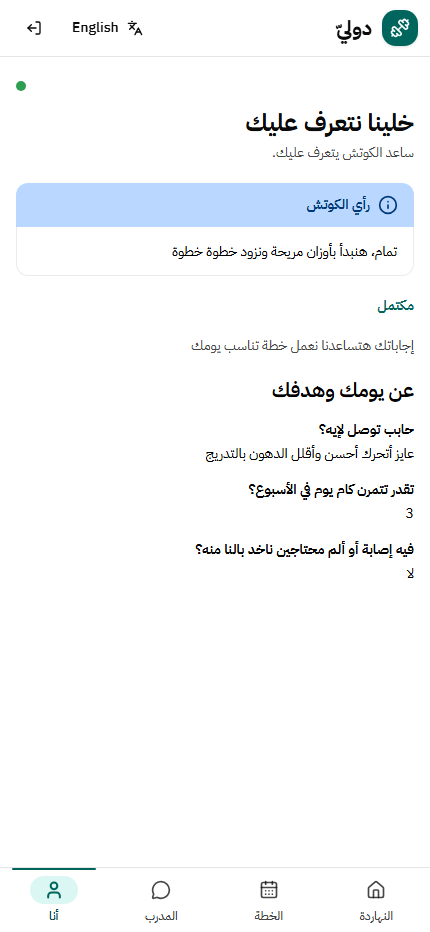 دوليّ
English
خلينا نتعرف عليك
ساعد الكوتش يتعرف عليك.
رأي الكوتش
تمام، هنبدأ بأوزان مريحة ونزود خطوة خطوة
مكتمل
إجاباتك هتساعدنا نعمل خطة تناسب يومك
عن يومك وهدفك
حابب توصل لإيه؟
عايز أتحرك أحسن وأقلل الدهون بالتدريج
تقدر تتمرن كام يوم في الأسبوع؟
3
فيه إصابة أو ألم محتاجين ناخد بالنا منه؟
لا
النهاردة
الخطة
المدرب
أنا